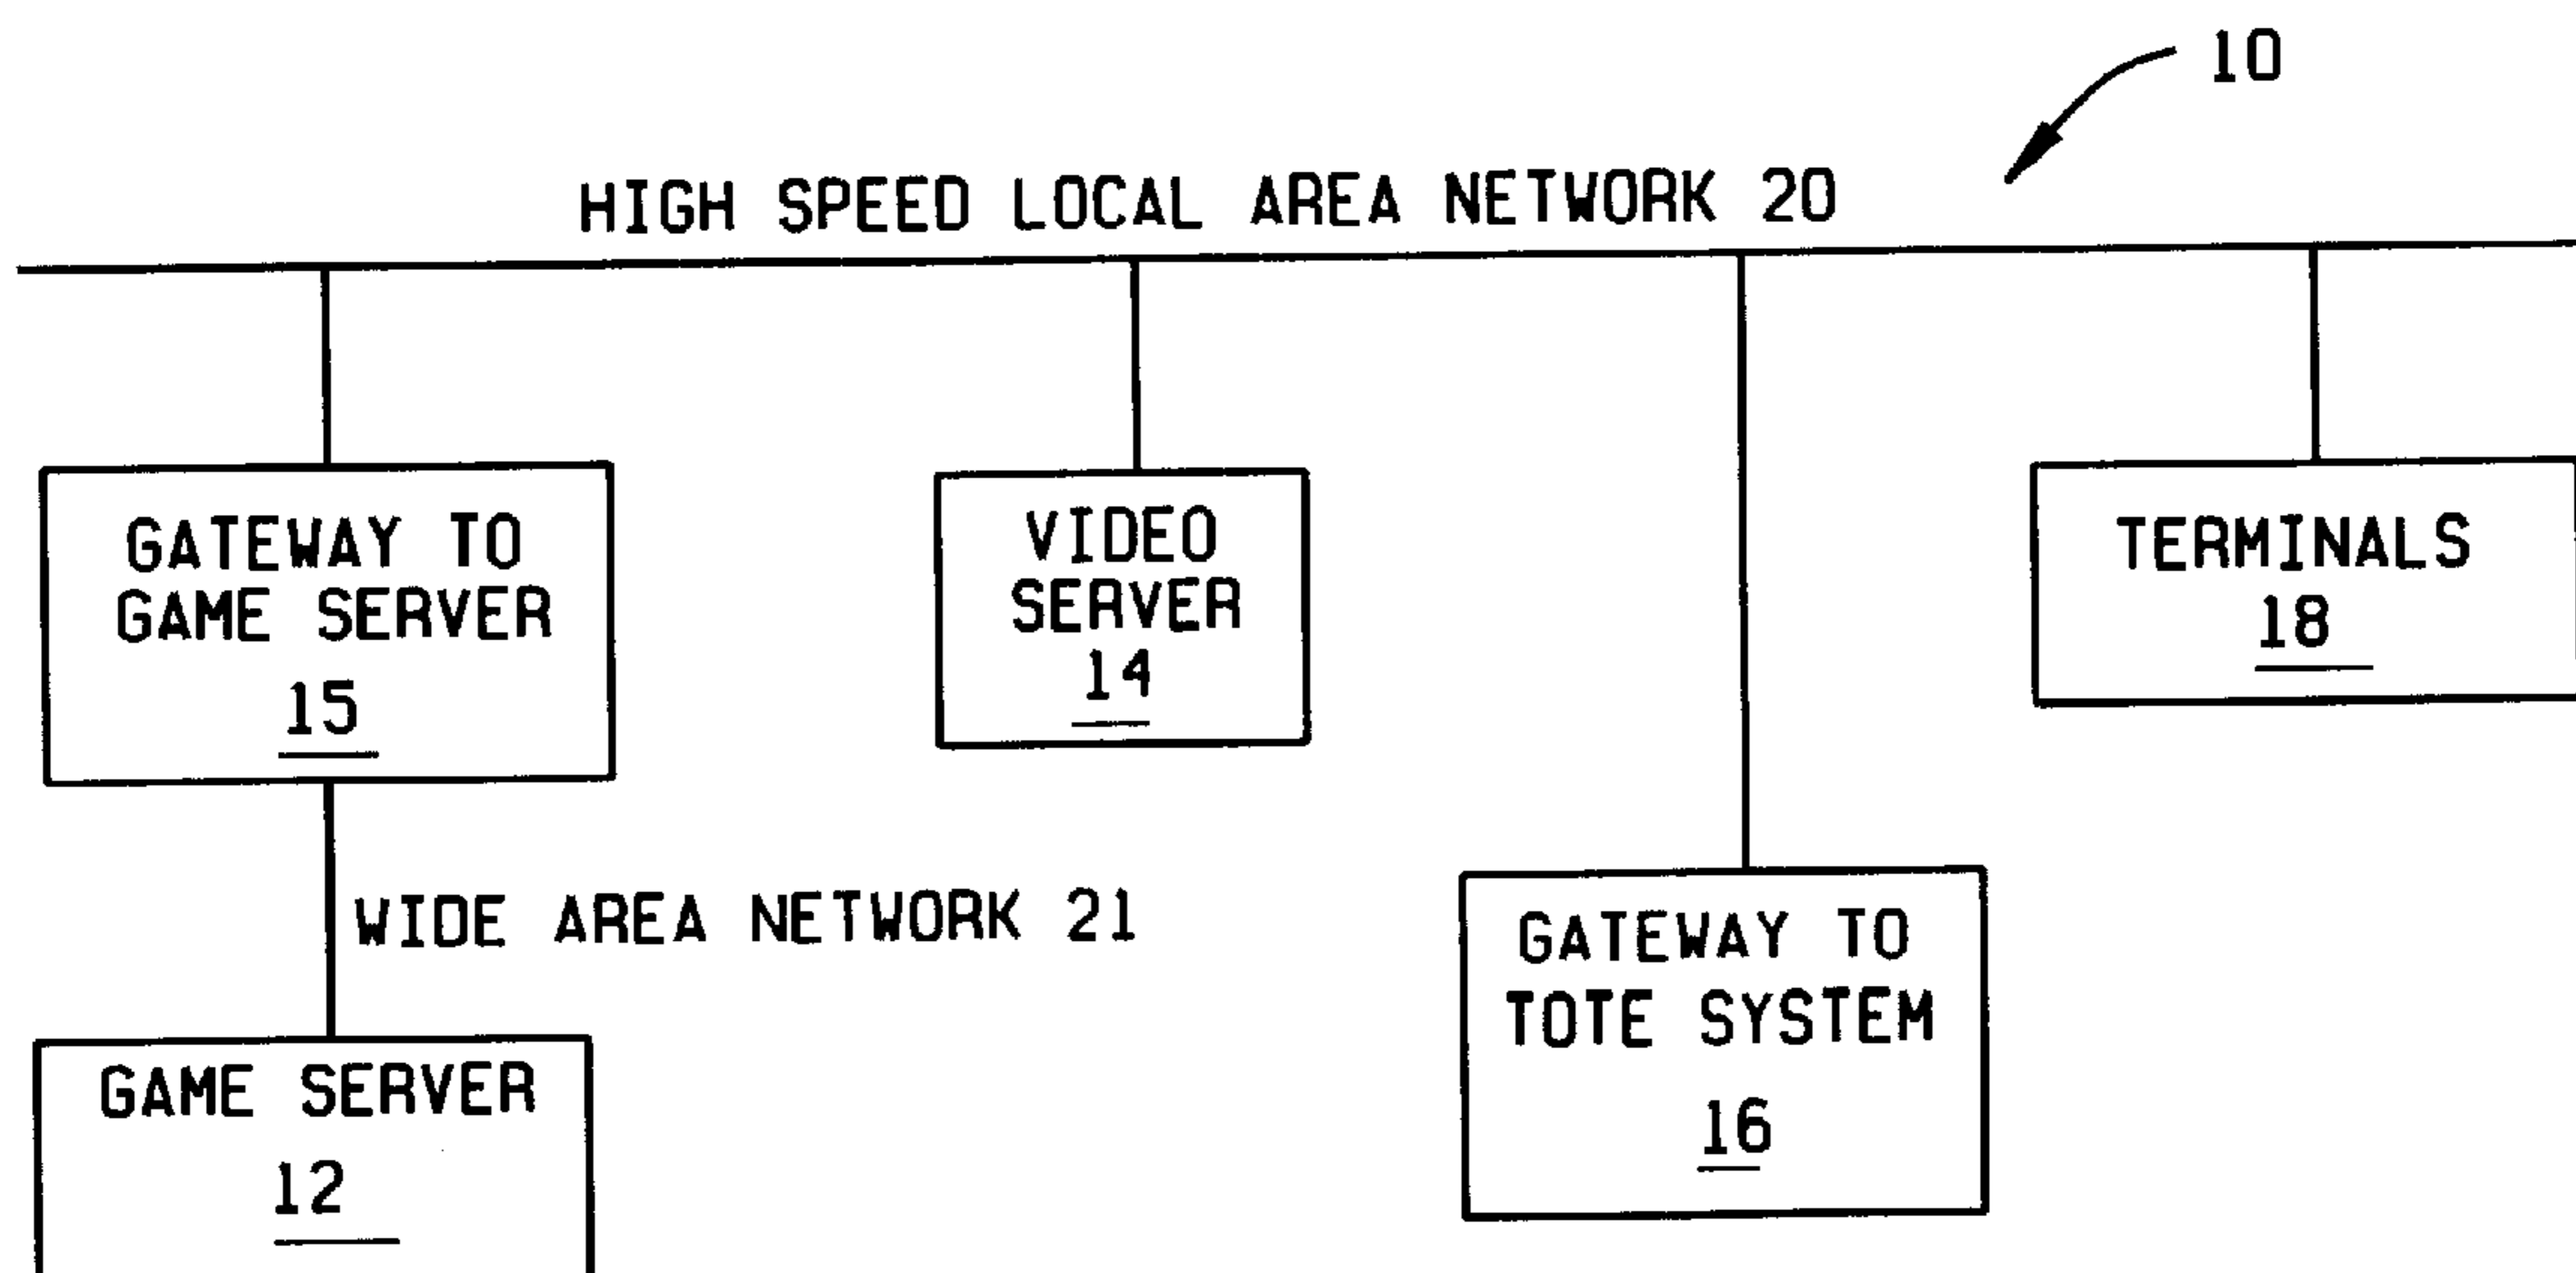 10
HIGH SPEED LOCAL AREA NETWORK 20
GATEWAY TO
GAME SERVER
15
VIDEO
SERVER
14
TERMINALS
18
WIDE AREA NETWORK 21
GATEWAY TO
TOTE SYSTEM
16
GAME SERVER
12